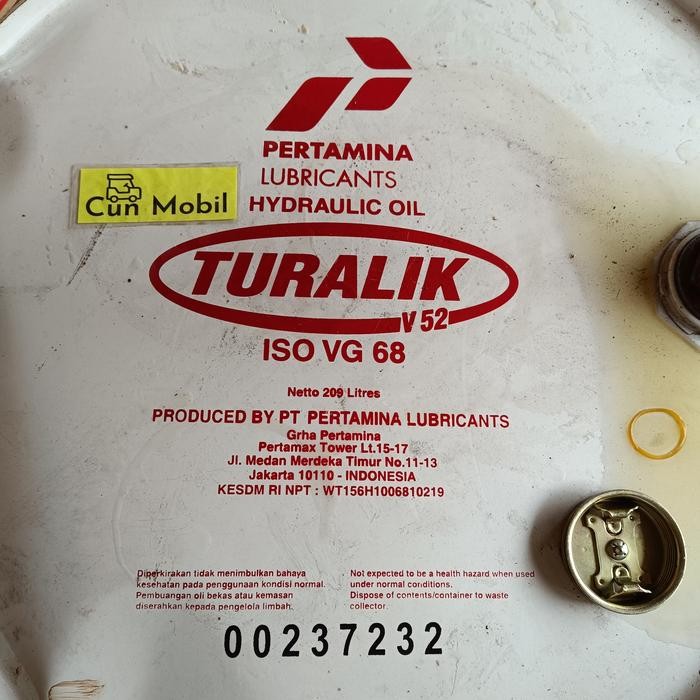 PERTAMINA
LUBRICANTS
Cun Mobil
HYDRAULIC OIL
TURALIK
V 52
ISO VG 68
Netto 209 Litres
PRODUCED BY PT PERTAMINA LUBRICANTS
Grha Pertamina
Pertamax Tower Lt.15-17
Jl. Medan Merdeka Timur No.11-13
Jakarta 10110 - INDONESIA
KESDM RI NPT : WT156H1006810219
Diperkirakan tidak menimbulkan bahaya
kesehatan pada penggunaan kondisi normal.
Pembuangan oli bekas atau kemasan
diserahkan kepada pengelola limbah.
Not expected to be a health hazard when used
under normal conditions.
Dispose of contents/container to waste
collector.
00237232